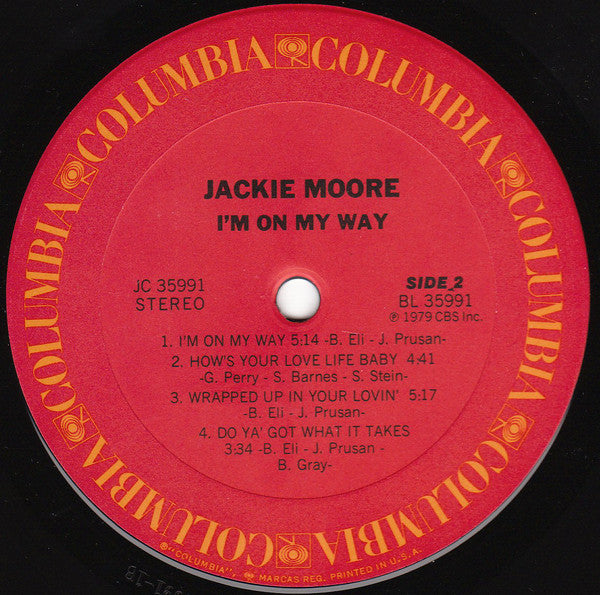 COLUMBIA COLUMBIA COLUMBIA COLUMBIA COLUMBIA COLUMBIA
JACKIE MOORE
I'M ON MY WAY
JC 35991
STEREO
SIDE 2
BL 35991
℗ 1979 CBS Inc.
1. I'M ON MY WAY 5:14 -B. Eli - J. Prusan-
2. HOW'S YOUR LOVE LIFE BABY 4:41
-G. Perry - S. Barnes - S. Stein-
3. WRAPPED UP IN YOUR LOVIN' 5:17
-B. Eli - J. Prusan-
4. DO YA' GOT WHAT IT TAKES
3:34 -B. Eli - J. Prusan -
B. Gray-
®"COLUMBIA", MARCAS REG. PRINTED IN U.S.A.